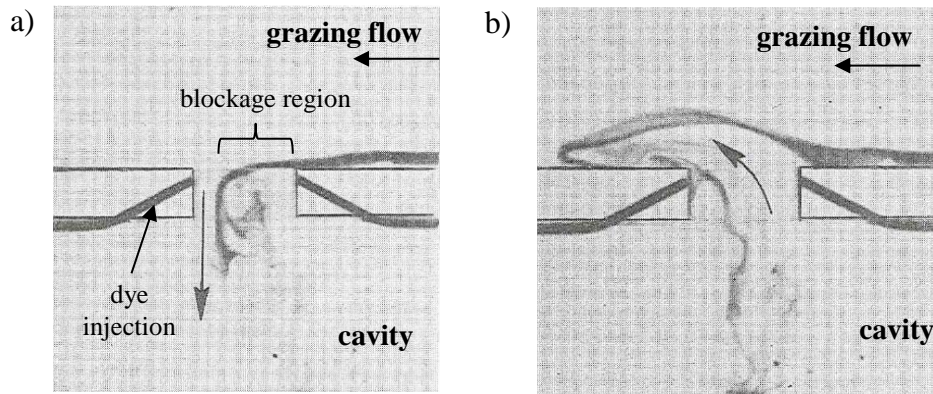 a)
grazing flow
blockage region
dye
injection
cavity
b)
grazing flow
cavity